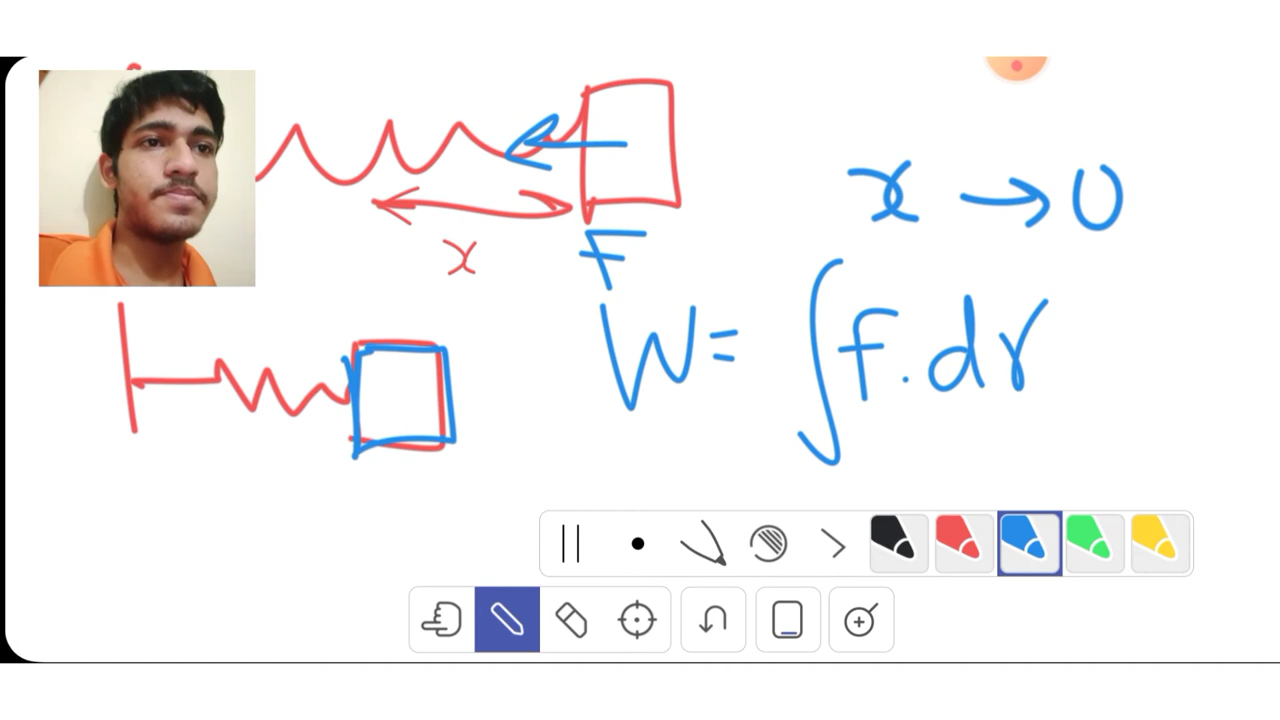 x → 0
x
F
W = ∫ f . dr